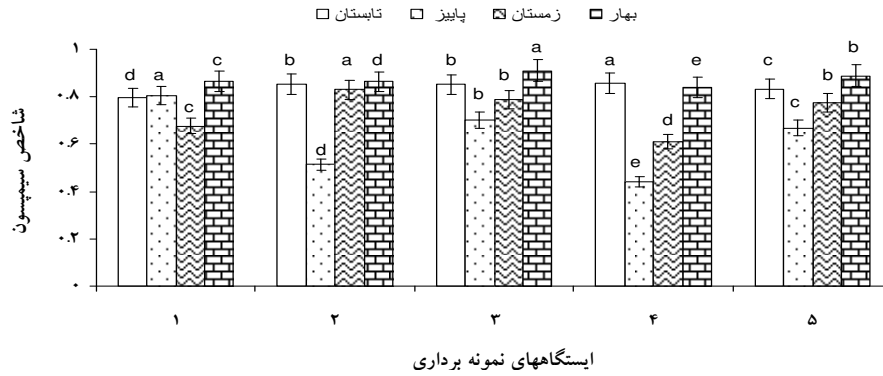 تابستان پاییز زمستان بهار
شاخص سیمپسون
۱
۰.۸
۰.۶
۰.۴
۰.۲
۰
d a c c
b d a d
b b b a
a e d e
c c b b
۱ ۲ ۳ ۴ ۵
ایستگاههای نمونه برداری